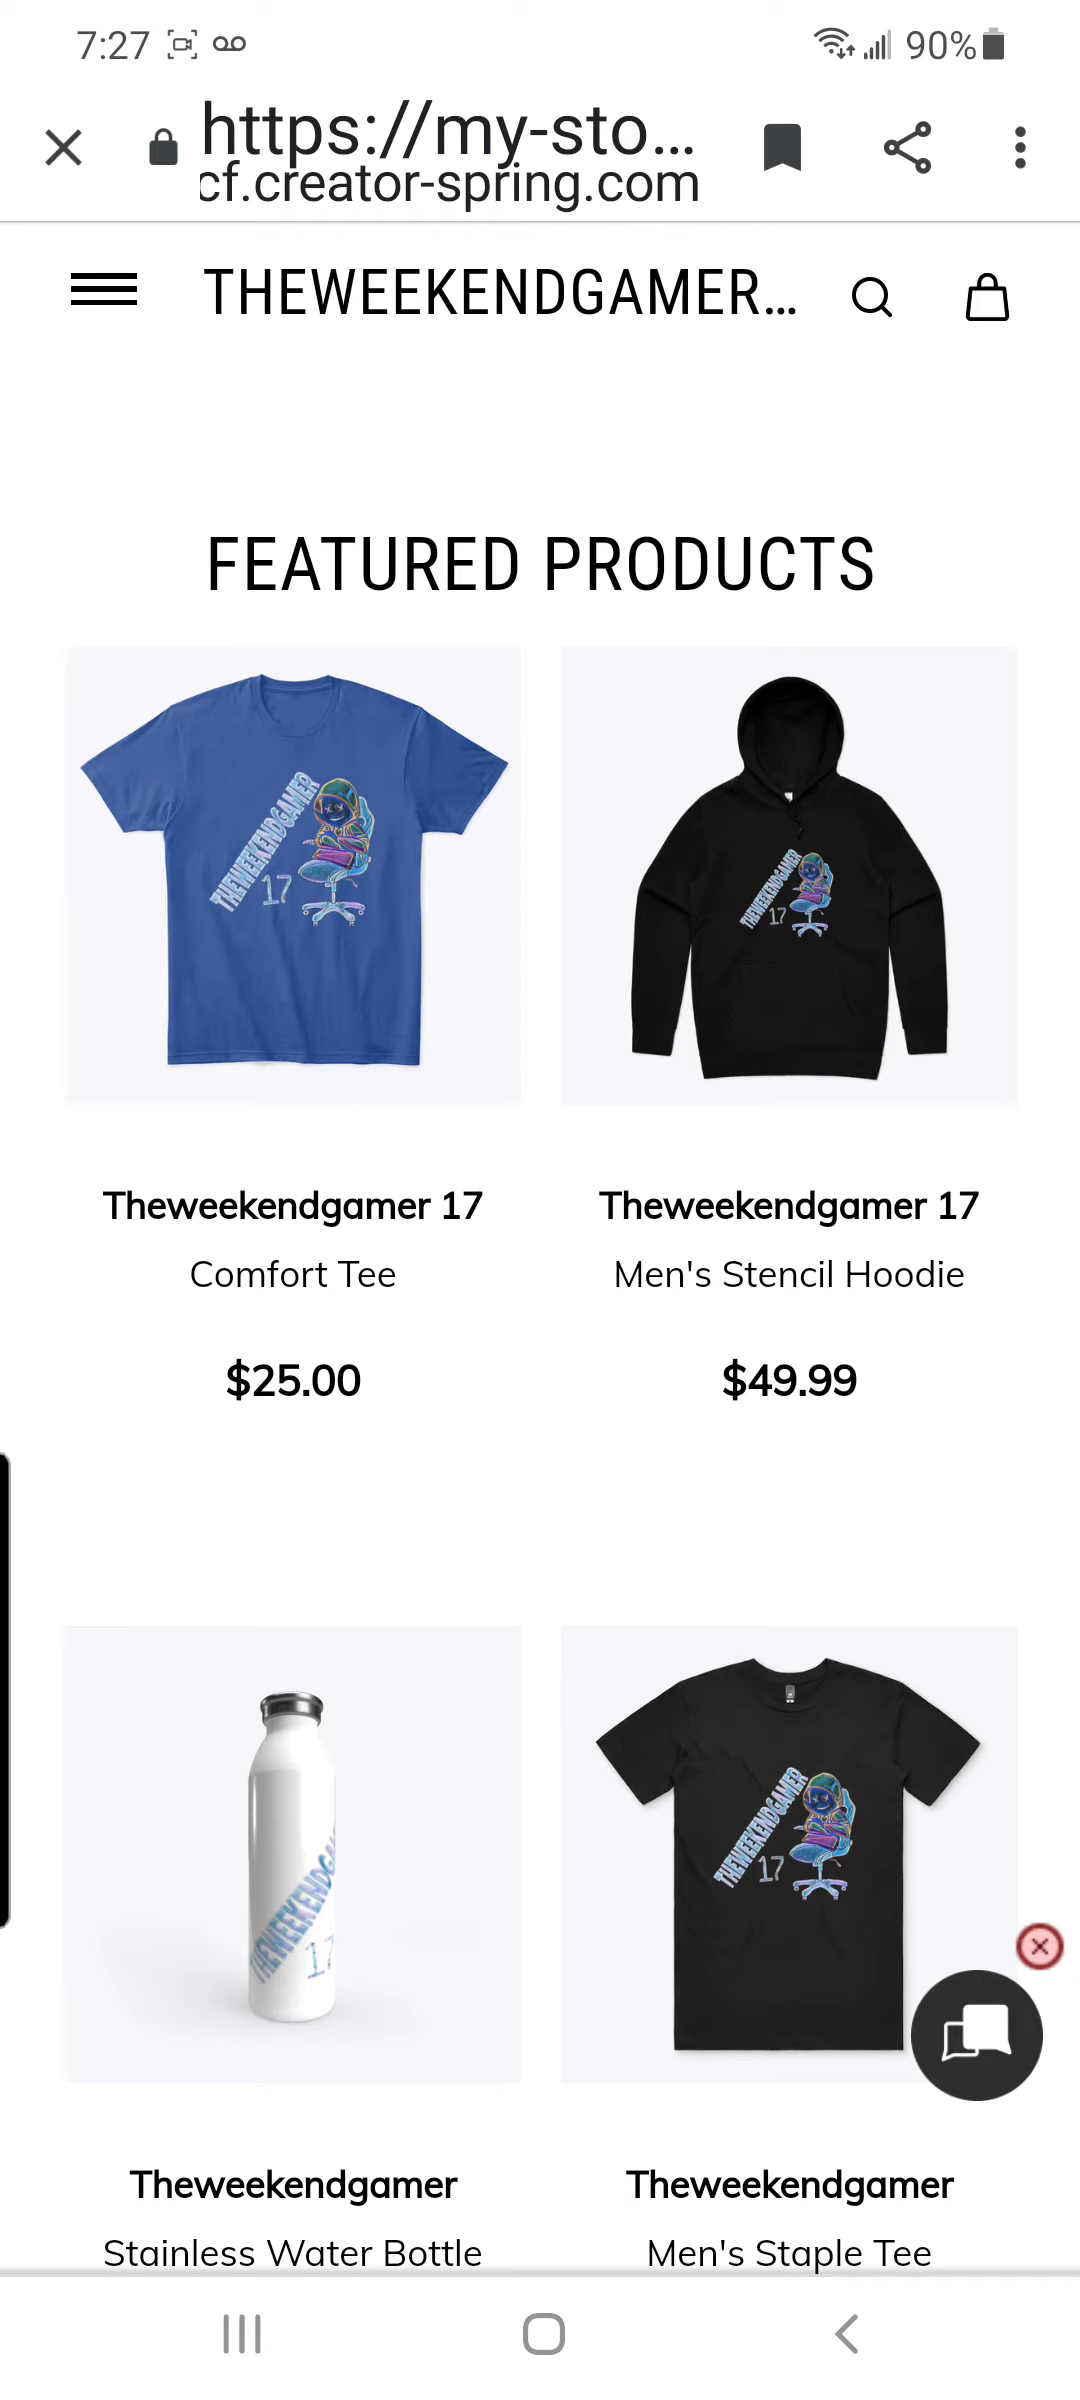 7:27
90%
https://my-sto...
cf.creator-spring.com
THEWEEKENDGAMER...
FEATURED PRODUCTS
THEWEEKENDGAMER
17
THEWEEKENDGAMER
17
Theweekendgamer 17
Comfort Tee
$25.00
Theweekendgamer 17
Men's Stencil Hoodie
$49.99
THEWEEKENDGA
17
THEWEEKENDGAMER
17
Theweekendgamer
Stainless Water Bottle
Theweekendgamer
Men's Staple Tee